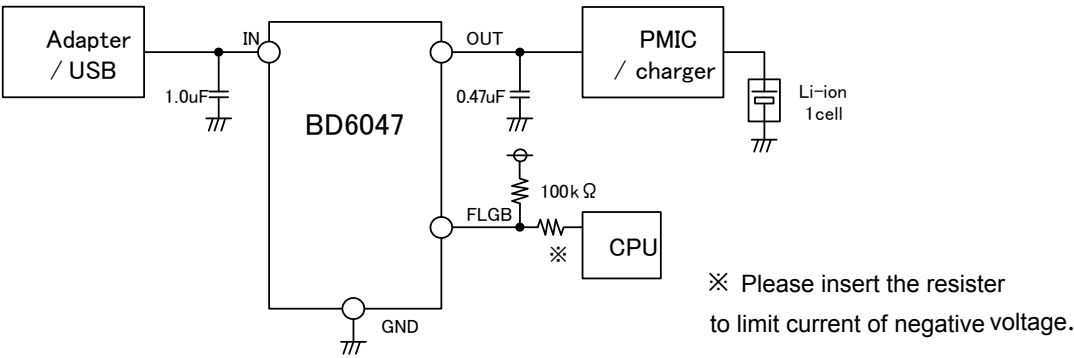 Adapter
/ USB
IN
1.0uF
BD6047
OUT
0.47uF
PMIC
/ charger
Li-ion
1cell
100kΩ
FLGB
※
CPU
GND
※ Please insert the resister
to limit current of negative voltage.